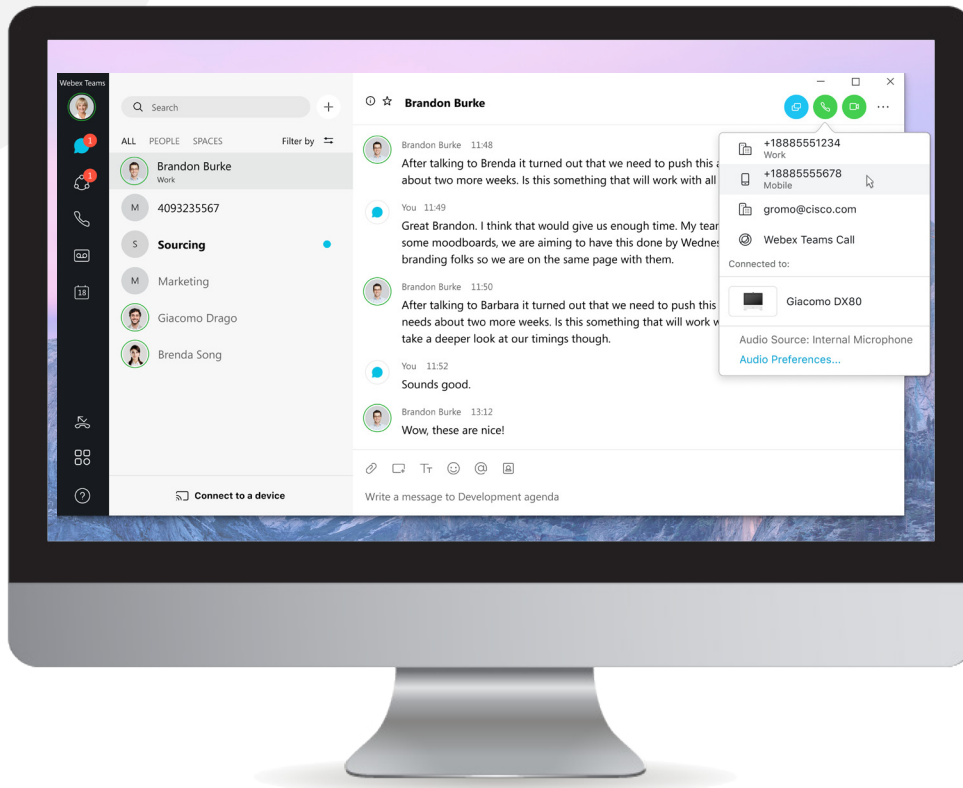 Webex Teams
Search
ALL PEOPLE SPACES Filter by
Brandon Burke
Work
M 4093235567
S Sourcing
M Marketing
Giacomo Drago
Brenda Song
Connect to a device
1
1
18
Brandon Burke
Brandon Burke 11:48
After talking to Brenda it turned out that we need to push this
about two more weeks. Is this something that will work with all
You 11:49
Great Brandon. I think that would give us enough time. My
some moodboards, we are aiming to have this done by
branding folks so we are on the same page with them.
Brandon Burke 11:50
After talking to Barbara it turned out that we need to push this
needs about two more weeks. Is this something that will work
take a deeper look at our timings though.
You 11:52
Sounds good.
Brandon Burke 13:12
Wow, these are nice!
Write a message to Development agenda
+18885551234
Work
+18885555678
Mobile
gromo@cisco.com
Webex Teams Call
Connected to:
Giacomo DX80
Audio Source: Internal Microphone
Audio Preferences...